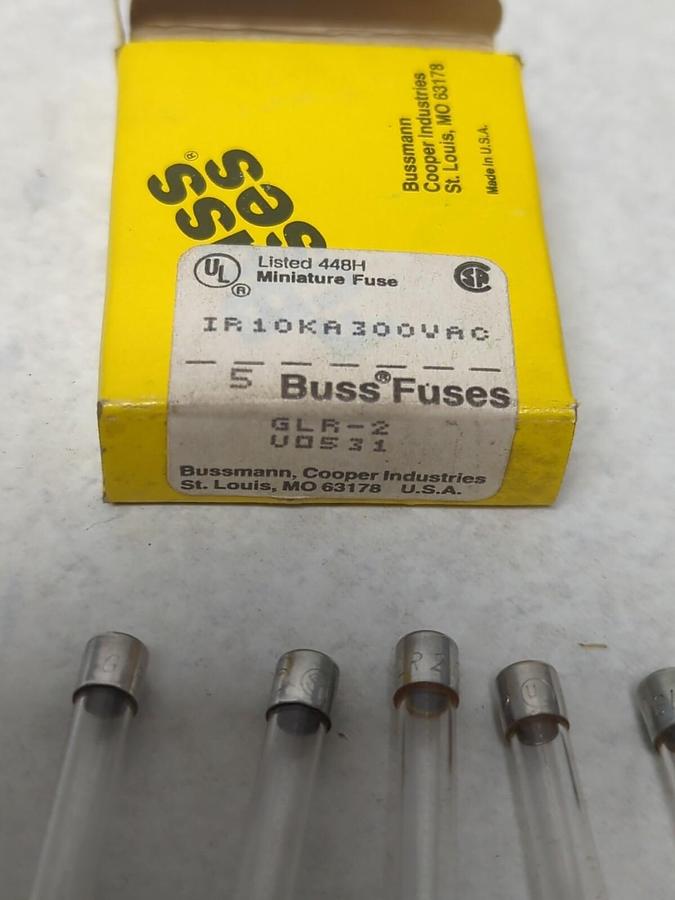 Bussmann
Cooper Industries
St. Louis, MO 63178
Made in U.S.A.
UL ® Listed 448H
Miniature Fuse
IR10KA300VAC
5 Buss® Fuses
GLR-2
V0531
Bussmann, Cooper Industries
St. Louis, MO 63178 U.S.A.
G
U